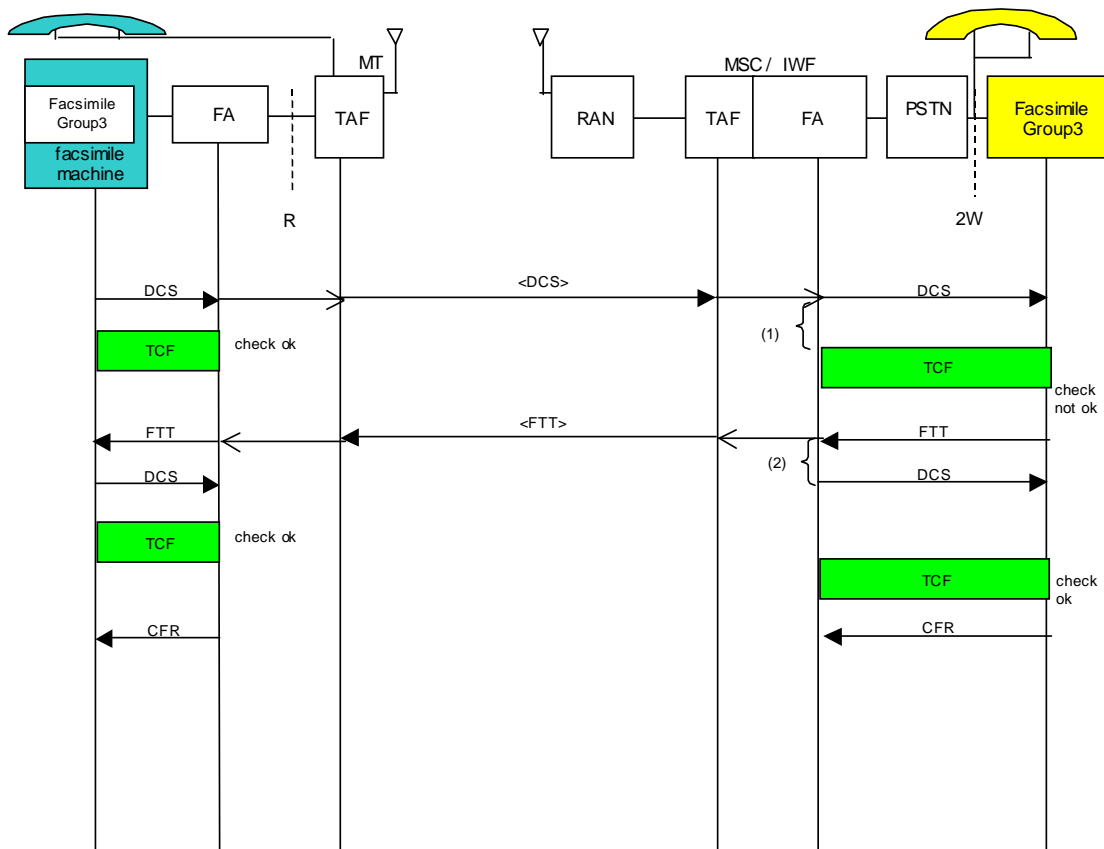 MT
MSC / IWF
Facsimile
Group3
facsimile
machine
FA
TAF
RAN
TAF
FA
PSTN
Facsimile
Group3
R
2W
DCS
<DCS>
DCS
(1)
TCF
check ok
TCF
check
not ok
FTT
<FTT>
FTT
(2)
DCS
DCS
TCF
check ok
TCF
check
ok
CFR
CFR